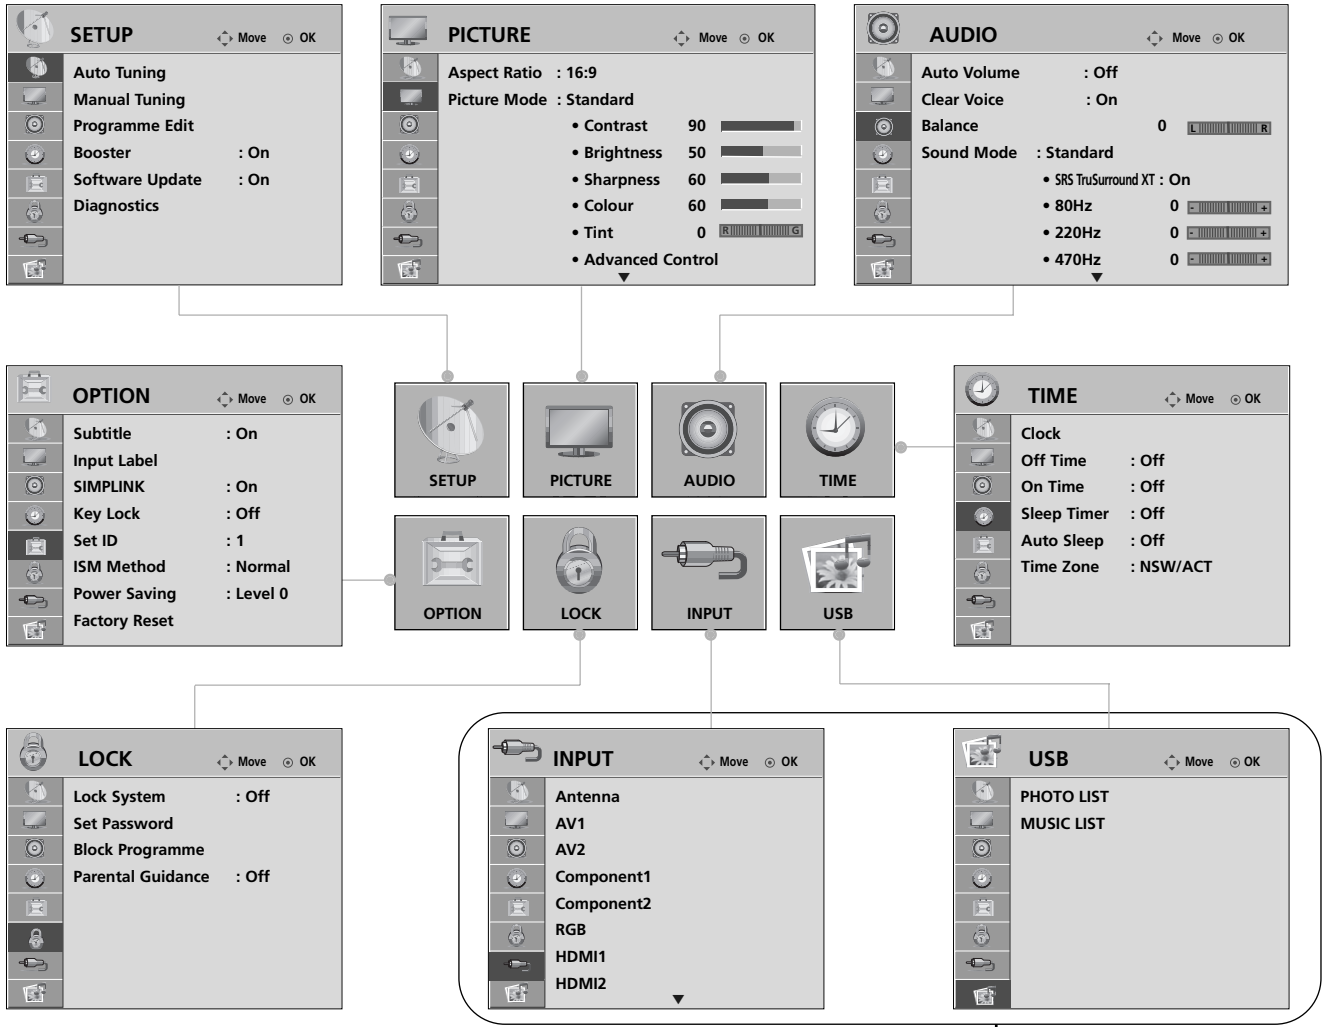 SETUP Move OK
Auto Tuning
Manual Tuning
Programme Edit
Booster : On
Software Update : On
Diagnostics
PICTURE Move OK
Aspect Ratio : 16:9
Picture Mode : Standard
• Contrast 90
• Brightness 50
• Sharpness 60
• Colour 60
• Tint 0 R G
• Advanced Control
AUDIO Move OK
Auto Volume : Off
Clear Voice : On
Balance 0 L R
Sound Mode : Standard
• SRS TruSurround XT : On
• 80Hz 0 - +
• 220Hz 0 - +
• 470Hz 0 - +
OPTION Move OK
Subtitle : On
Input Label
SIMPLINK : On
Key Lock : Off
Set ID : 1
ISM Method : Normal
Power Saving : Level 0
Factory Reset
SETUP
PICTURE
AUDIO
TIME
OPTION
LOCK
INPUT
USB
TIME Move OK
Clock
Off Time : Off
On Time : Off
Sleep Timer : Off
Auto Sleep : Off
Time Zone : NSW/ACT
LOCK Move OK
Lock System : Off
Set Password
Block Programme
Parental Guidance : Off
INPUT Move OK
Antenna
AV1
AV2
Component1
Component2
RGB
HDMI1
HDMI2
USB Move OK
PHOTO LIST
MUSIC LIST